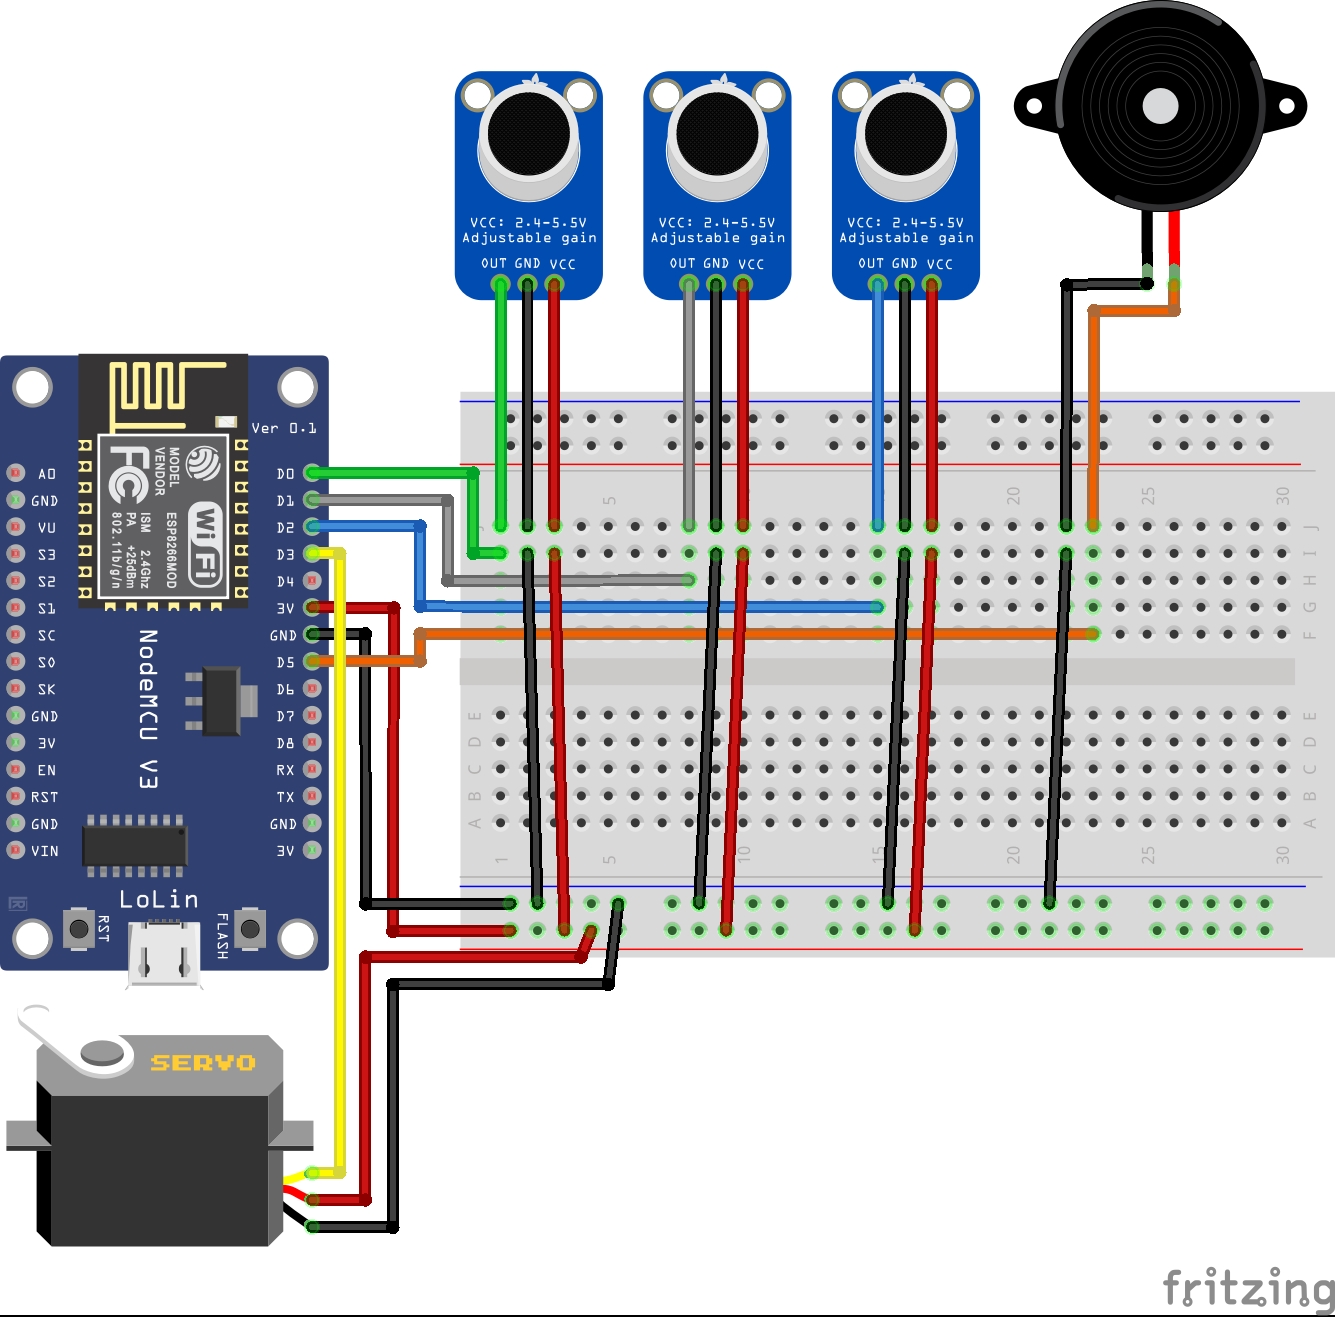 VCC: 2.4-5.5V
Adjustable gain
OUT GND VCC
VCC: 2.4-5.5V
Adjustable gain
OUT GND VCC
VCC: 2.4-5.5V
Adjustable gain
OUT GND VCC
Ver 0.1
MODEL
VENDOR
ESP8266MOD
ISM 2.4Ghz
PA +25dBm
802.11b/g/n
FC
WiFi
A0
GND
VU
S3
S2
S1
SC
S0
SK
GND
3V
EN
RST
GND
VIN
D0
D1
D2
D3
D4
3V
GND
D5
D6
D7
D8
RX
TX
GND
3V
NodeMCU V3
LoLin
RST
FLASH
5
20
25
30
J
I
H
G
F
E
D
C
B
A
E
D
C
B
A
1
5
10
15
20
25
30
SERVO
fritzing